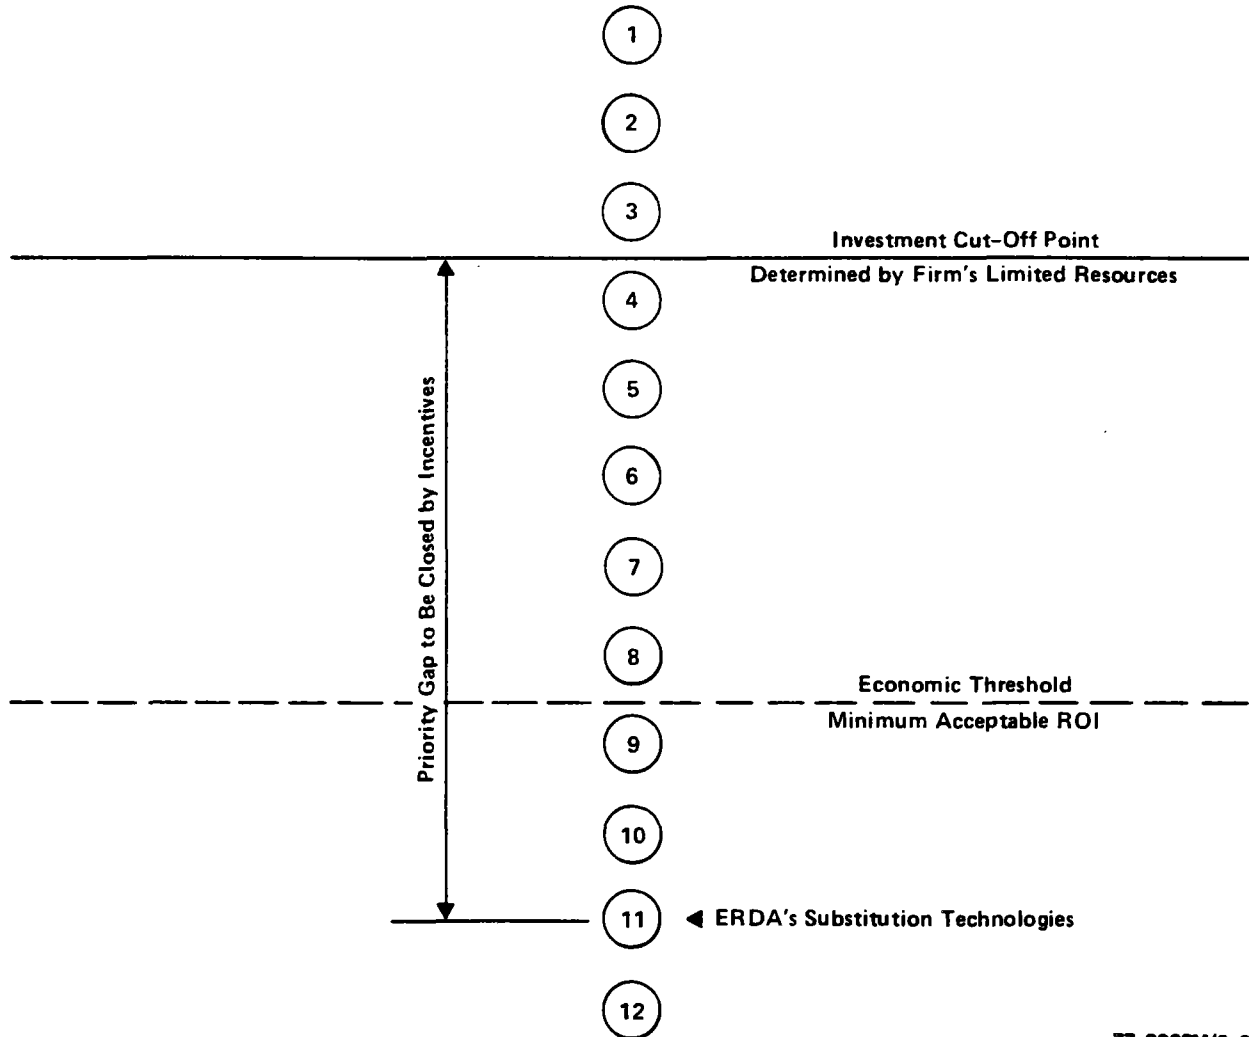 1
2
3
Investment Cut-Off Point
Determined by Firm's Limited Resources
4
5
6
Priority Gap to Be Closed by Incentives
7
8
Economic Threshold
Minimum Acceptable ROI
9
10
11 ◄ ERDA's Substitution Technologies
12